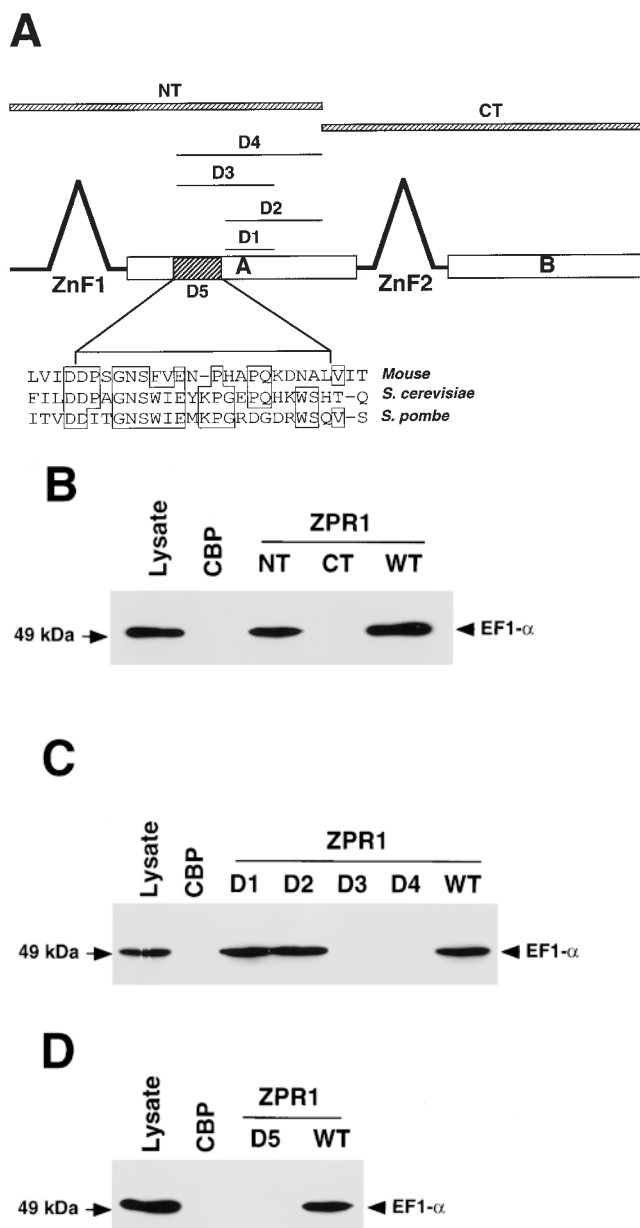 A
NT
CT
D4
D3
D2
D1
A
B
ZnF1
D5
ZnF2
LVIDDPSGNSFVEN-PHAPQKDNALVIT Mouse
FILDDPAGNSWIEYKPGEPQHKWSHT-Q S. cerevisiae
ITVDDITGNSWIEMKPGRDGDRWSQV-S S. pombe
B
Lysate
CBP
ZPR1
NT CT WT
49 kDa EF1-α
C
Lysate
CBP
ZPR1
D1 D2 D3 D4 WT
49 kDa EF1-α
D
Lysate
CBP
ZPR1
D5 WT
49 kDa EF1-α